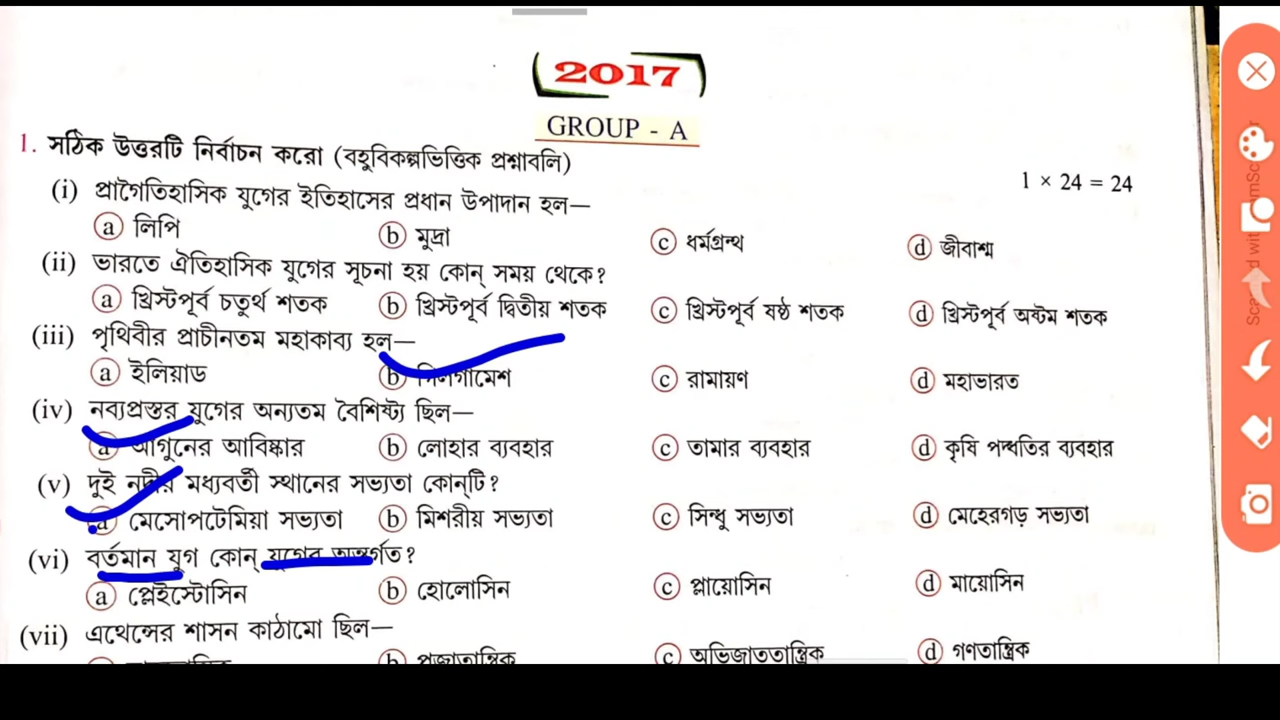 2017
GROUP - A
1. সঠিক উত্তরটি নির্বাচন করো (বহুবিকল্পভিত্তিক প্রশ্নাবলি)
1 × 24 = 24
(i) প্রাগৈতিহাসিক যুগের ইতিহাসের প্রধান উপাদান হল—
a লিপি b মুদ্রা c ধর্মগ্রন্থ d জীবাশ্ম
(ii) ভারতে ঐতিহাসিক যুগের সূচনা হয় কোন্ সময় থেকে?
a খ্রিস্টপূর্ব চতুর্থ শতক b খ্রিস্টপূর্ব দ্বিতীয় শতক c খ্রিস্টপূর্ব ষষ্ঠ শতক d খ্রিস্টপূর্ব অষ্টম শতক
(iii) পৃথিবীর প্রাচীনতম মহাকাব্য হল—
a ইলিয়াড b গিলগামেশ c রামায়ণ d মহাভারত
(iv) নব্যপ্রস্তর যুগের অন্যতম বৈশিষ্ট্য ছিল—
a আগুনের আবিষ্কার b লোহার ব্যবহার c তামার ব্যবহার d কৃষি পদ্ধতির ব্যবহার
(v) দুই নদীর মধ্যবর্তী স্থানের সভ্যতা কোন্‌টি?
a মেসোপটেমিয়া সভ্যতা b মিশরীয় সভ্যতা c সিন্ধু সভ্যতা d মেহেরগড় সভ্যতা
(vi) বর্তমান যুগ কোন্ যুগের অন্তর্গত?
a প্লেইস্টোসিন b হোলোসিন c প্লায়োসিন d মায়োসিন
(vii) এথেন্সের শাসন কাঠামো ছিল—
b প্রজাতান্ত্রিক c অভিজাততান্ত্রিক d গণতান্ত্রিক